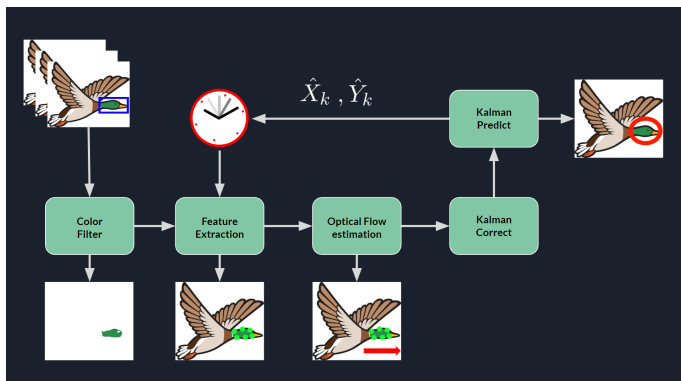 X̂k , Ŷk
Kalman
Predict
Color
Filter
Feature
Extraction
Optical Flow
estimation
Kalman
Correct